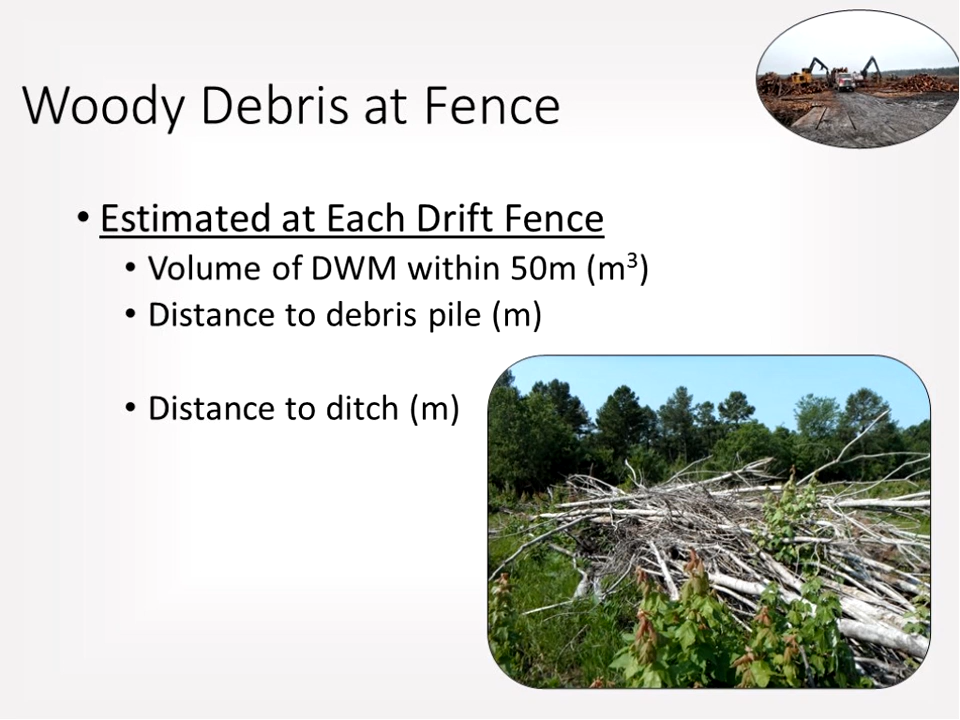 Woody Debris at Fence
• Estimated at Each Drift Fence
• Volume of DWM within 50m (m³)
• Distance to debris pile (m)
• Distance to ditch (m)